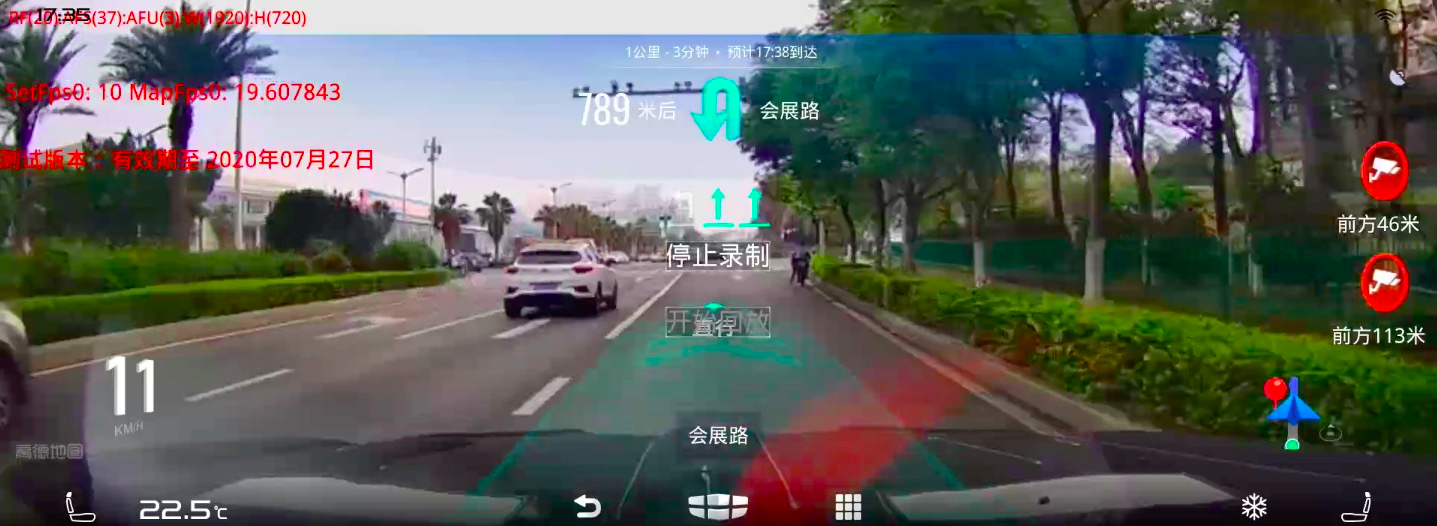 17:35
RF(20):AFS(37):AFU(3):W(1920):H(720)
1公里 · 3分钟 · 预计17:38到达
SetFps0: 10 MapFps0: 19.607843
789 米后 会展路
测试版本：有效期至 2020年07月27日
前方46米
停止录制
开始回放
直行
前方113米
11
KM/H
会展路
高德地图
22.5℃